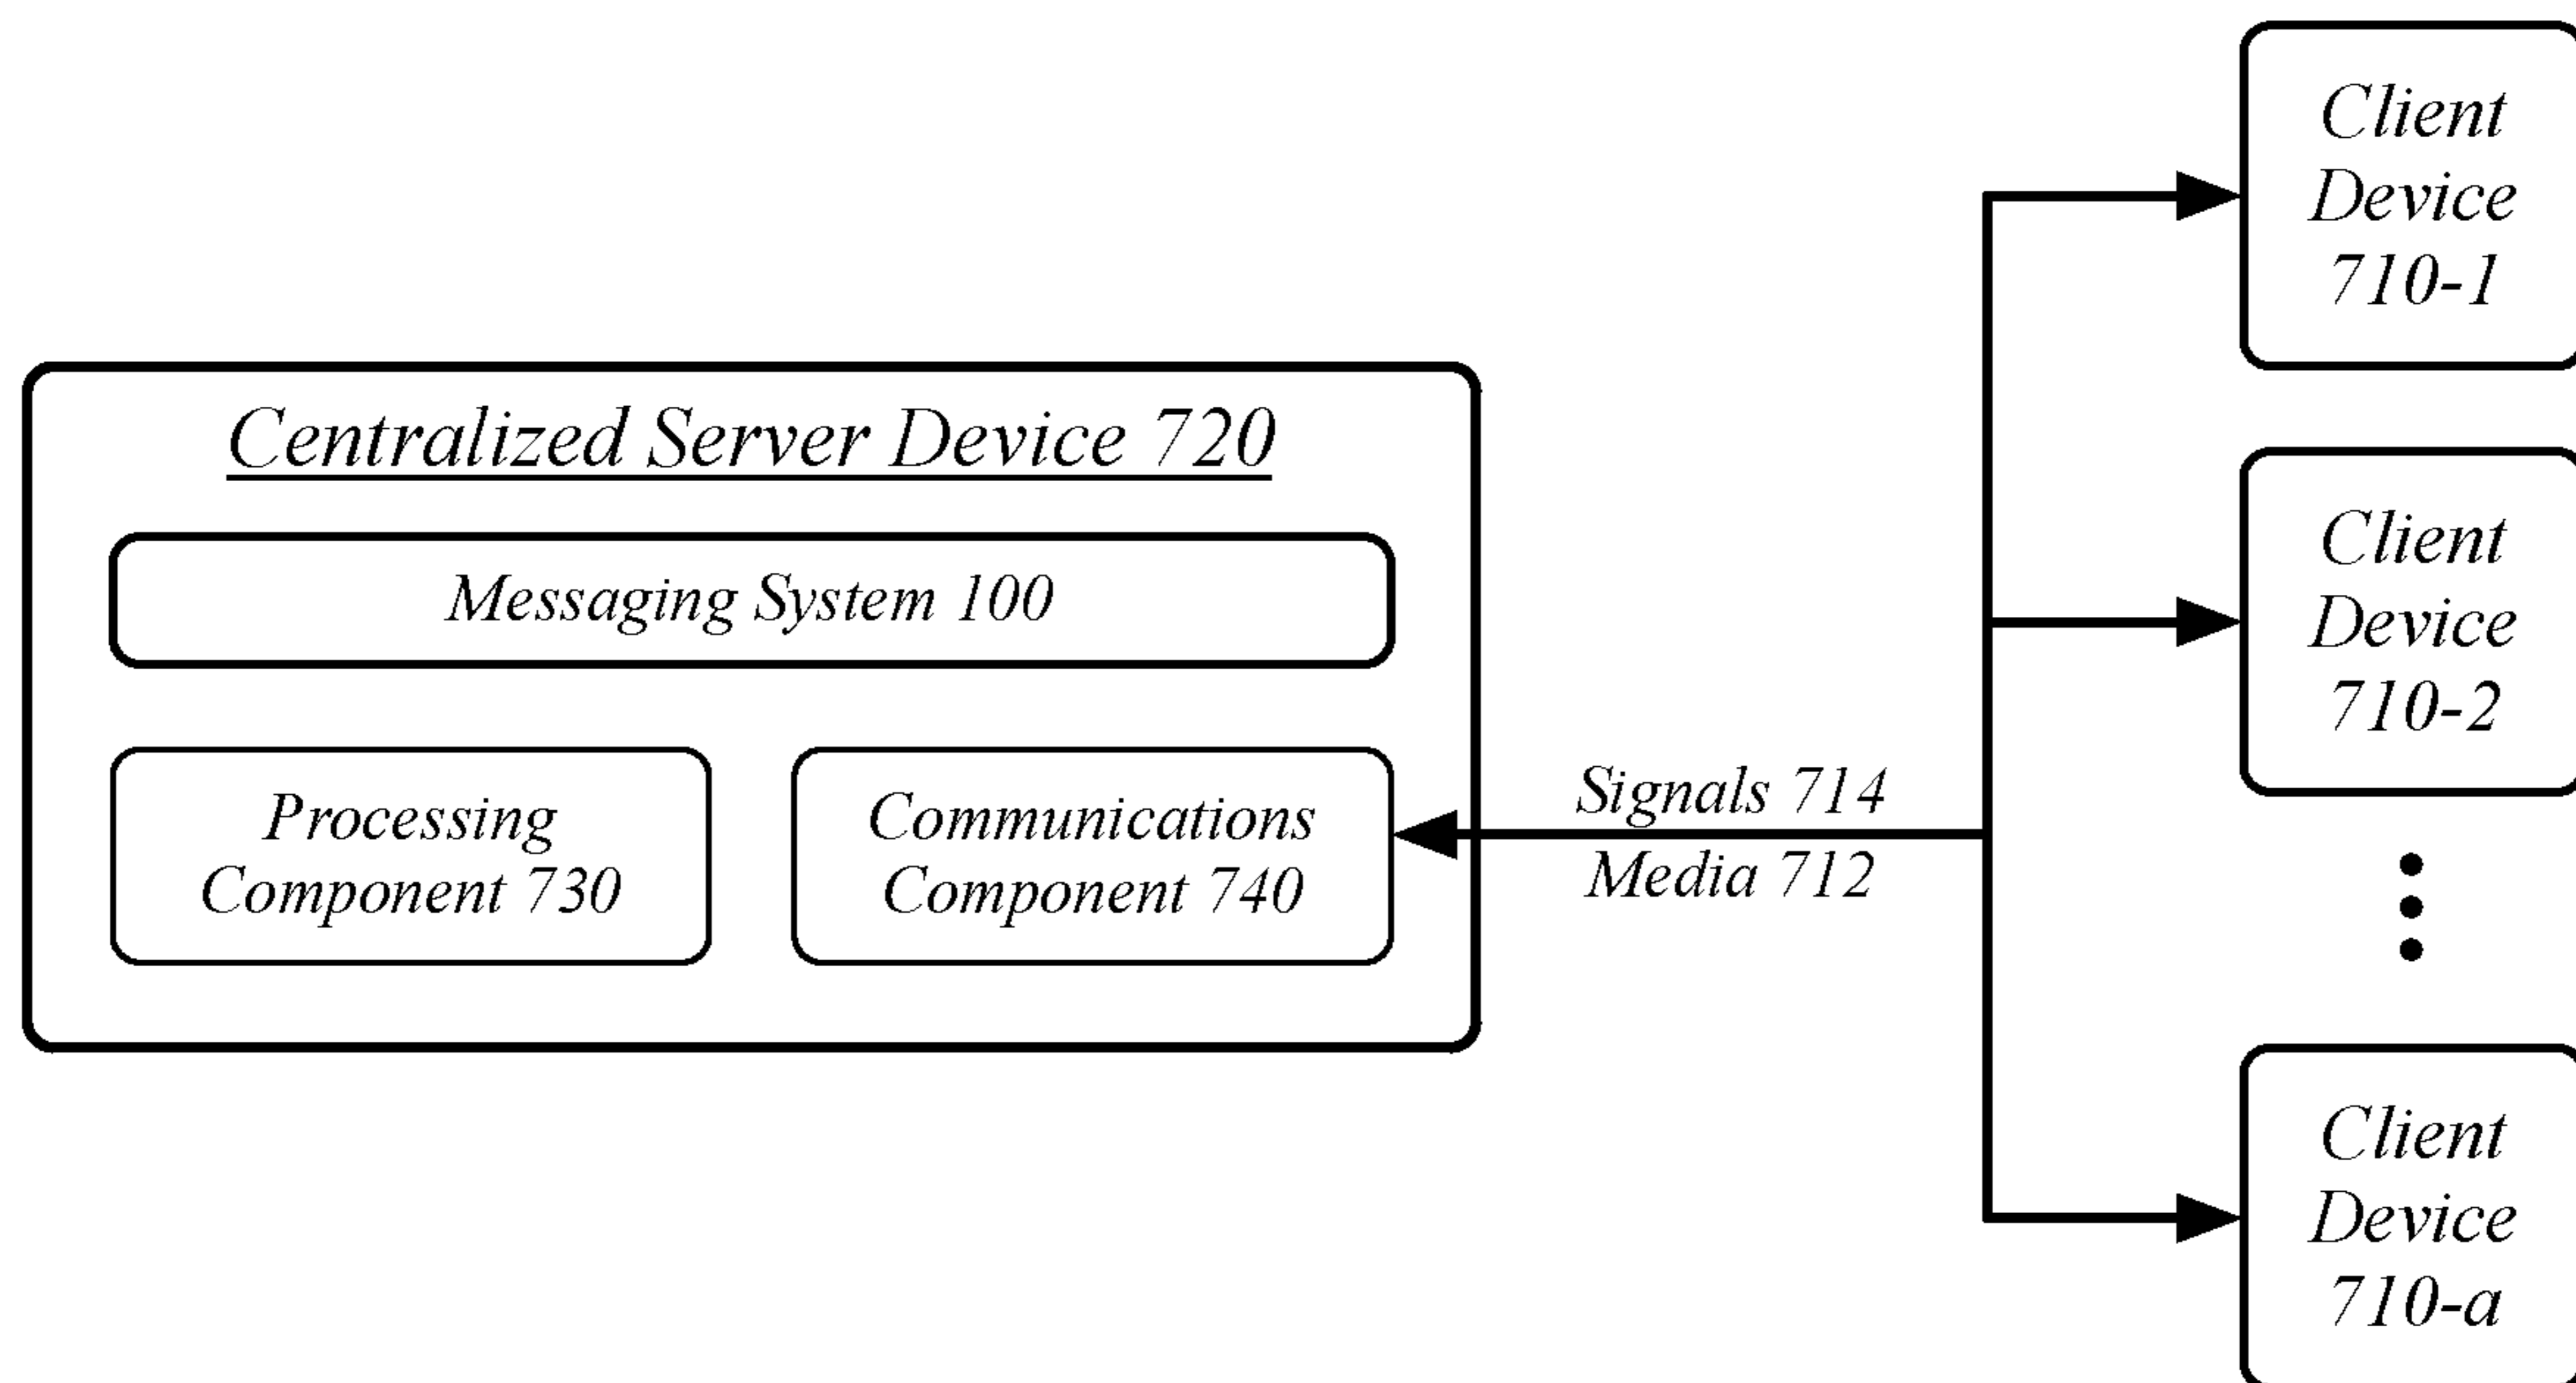 Centralized Server Device 720
Messaging System 100
Processing
Component 730
Communications
Component 740
Signals 714
Media 712
Client
Device
710-1
Client
Device
710-2
Client
Device
710-a